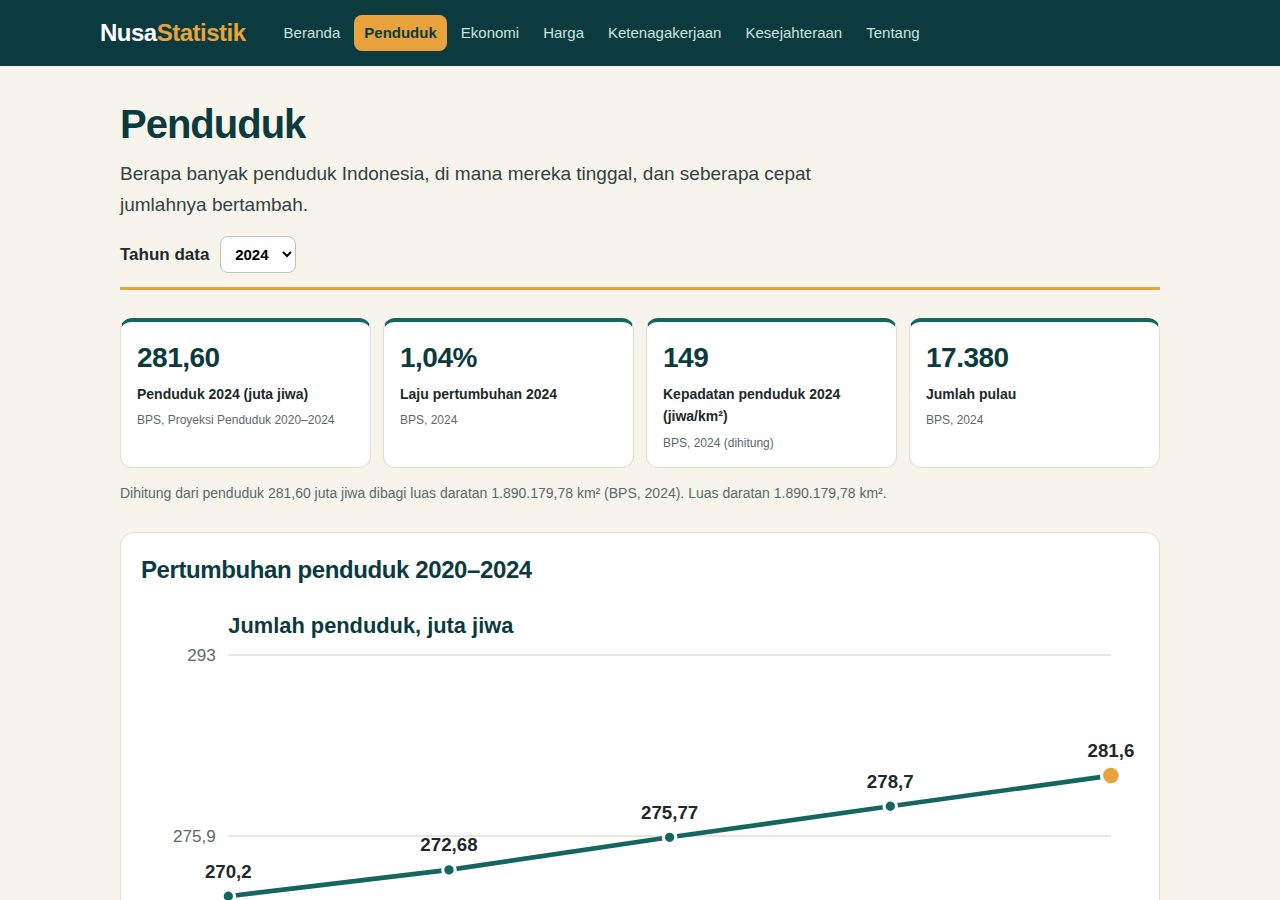 NusaStatistik Beranda Penduduk Ekonomi Harga Ketenagakerjaan Kesejahteraan Tentang
Penduduk
Berapa banyak penduduk Indonesia, di mana mereka tinggal, dan seberapa cepat
jumlahnya bertambah.
Tahun data 2024
281,60
Penduduk 2024 (juta jiwa)
BPS, Proyeksi Penduduk 2020–2024
1,04%
Laju pertumbuhan 2024
BPS, 2024
149
Kepadatan penduduk 2024
(jiwa/km²)
BPS, 2024 (dihitung)
17.380
Jumlah pulau
BPS, 2024
Dihitung dari penduduk 281,60 juta jiwa dibagi luas daratan 1.890.179,78 km² (BPS, 2024). Luas daratan 1.890.179,78 km².
Pertumbuhan penduduk 2020–2024
Jumlah penduduk, juta jiwa
293
281,6
278,7
275,77
275,9
272,68
270,2